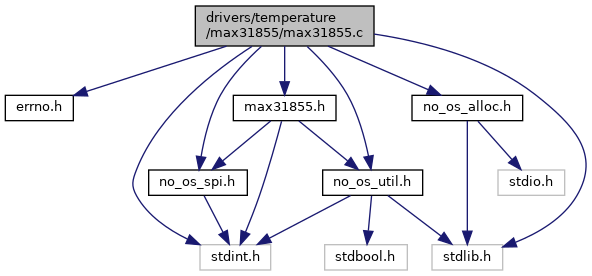 drivers/temperature
/max31855/max31855.c
errno.h
max31855.h
no_os_alloc.h
no_os_spi.h
no_os_util.h
stdio.h
stdint.h
stdbool.h
stdlib.h